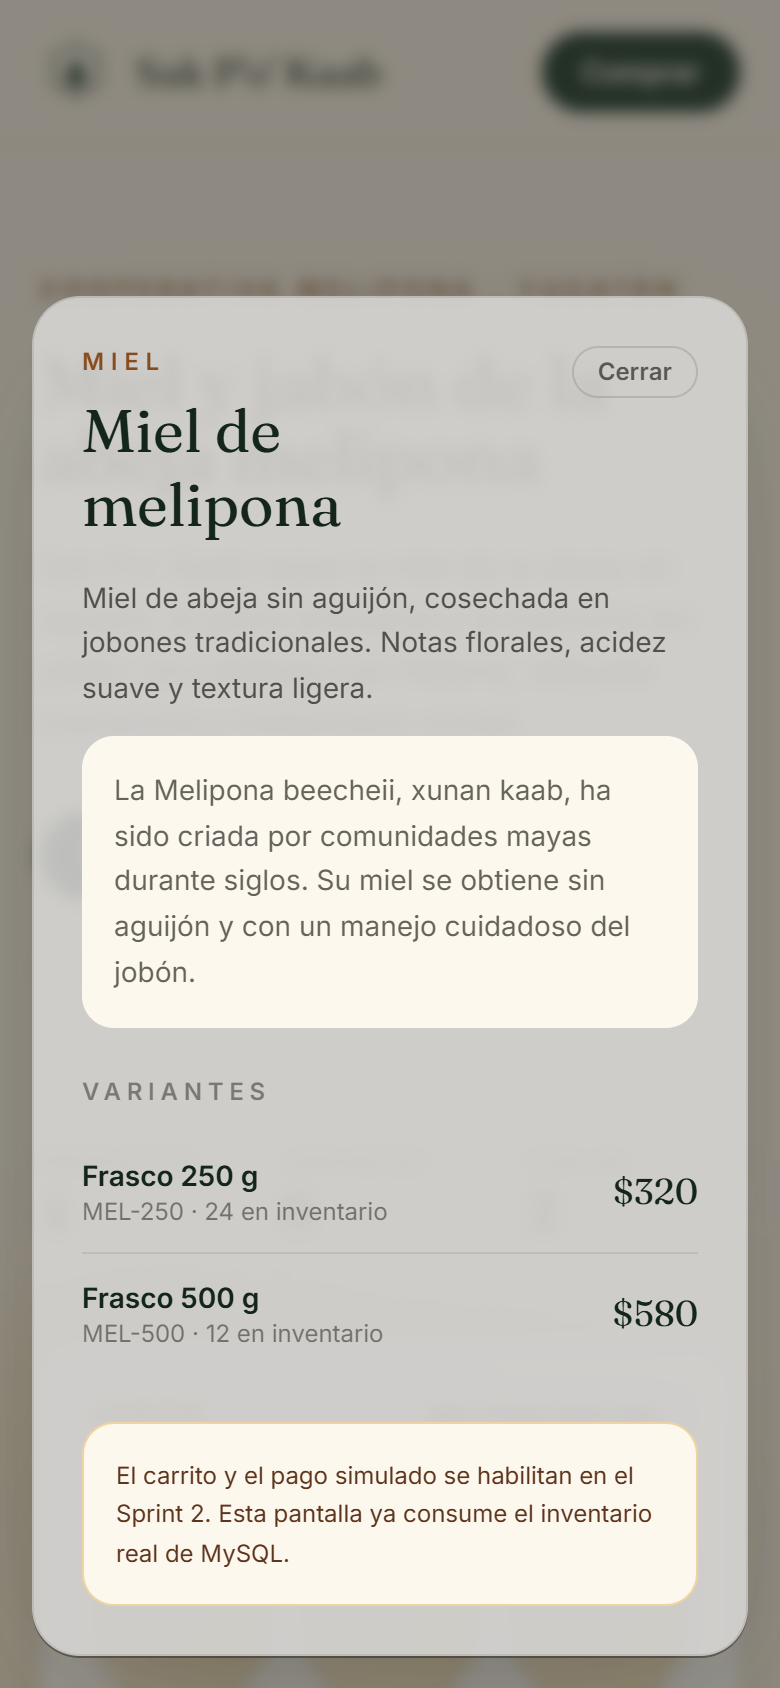 Sak P'o' Kaab
Comprar
MIEL
Cerrar
Miel de
melipona
Miel de abeja sin aguijón, cosechada en
jobones tradicionales. Notas florales, acidez
suave y textura ligera.
La Melipona beecheii, xunan kaab, ha
sido criada por comunidades mayas
durante siglos. Su miel se obtiene sin
aguijón y con un manejo cuidadoso del
jobón.
VARIANTES
Frasco 250 g
MEL-250 · 24 en inventario
$320
Frasco 500 g
MEL-500 · 12 en inventario
$580
El carrito y el pago simulado se habilitan en el
Sprint 2. Esta pantalla ya consume el inventario
real de MySQL.